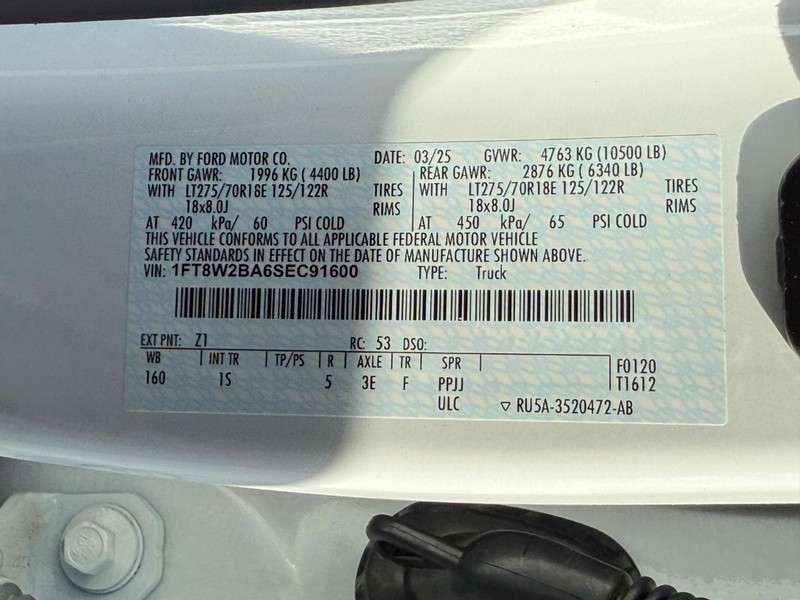 MFD. BY FORD MOTOR CO. DATE: 03/25 GVWR: 4763 KG (10500 LB)
FRONT GAWR: 1996 KG ( 4400 LB) REAR GAWR: 2876 KG ( 6340 LB)
WITH LT275/70R18E 125/122R TIRES WITH LT275/70R18E 125/122R TIRES
18x8.0J RIMS 18x8.0J RIMS
AT 420 kPa/ 60 PSI COLD AT 450 kPa/ 65 PSI COLD
THIS VEHICLE CONFORMS TO ALL APPLICABLE FEDERAL MOTOR VEHICLE
SAFETY STANDARDS IN EFFECT ON THE DATE OF MANUFACTURE SHOWN ABOVE.
VIN: 1FT8W2BA6SEC91600 TYPE: Truck
EXT PNT: Z1 RC: 53 DSO:
WB INT TR TP/PS R AXLE TR SPR F0120
160 1S 5 3E F PPJJ T1612
ULC ▽ RU5A-3520472-AB